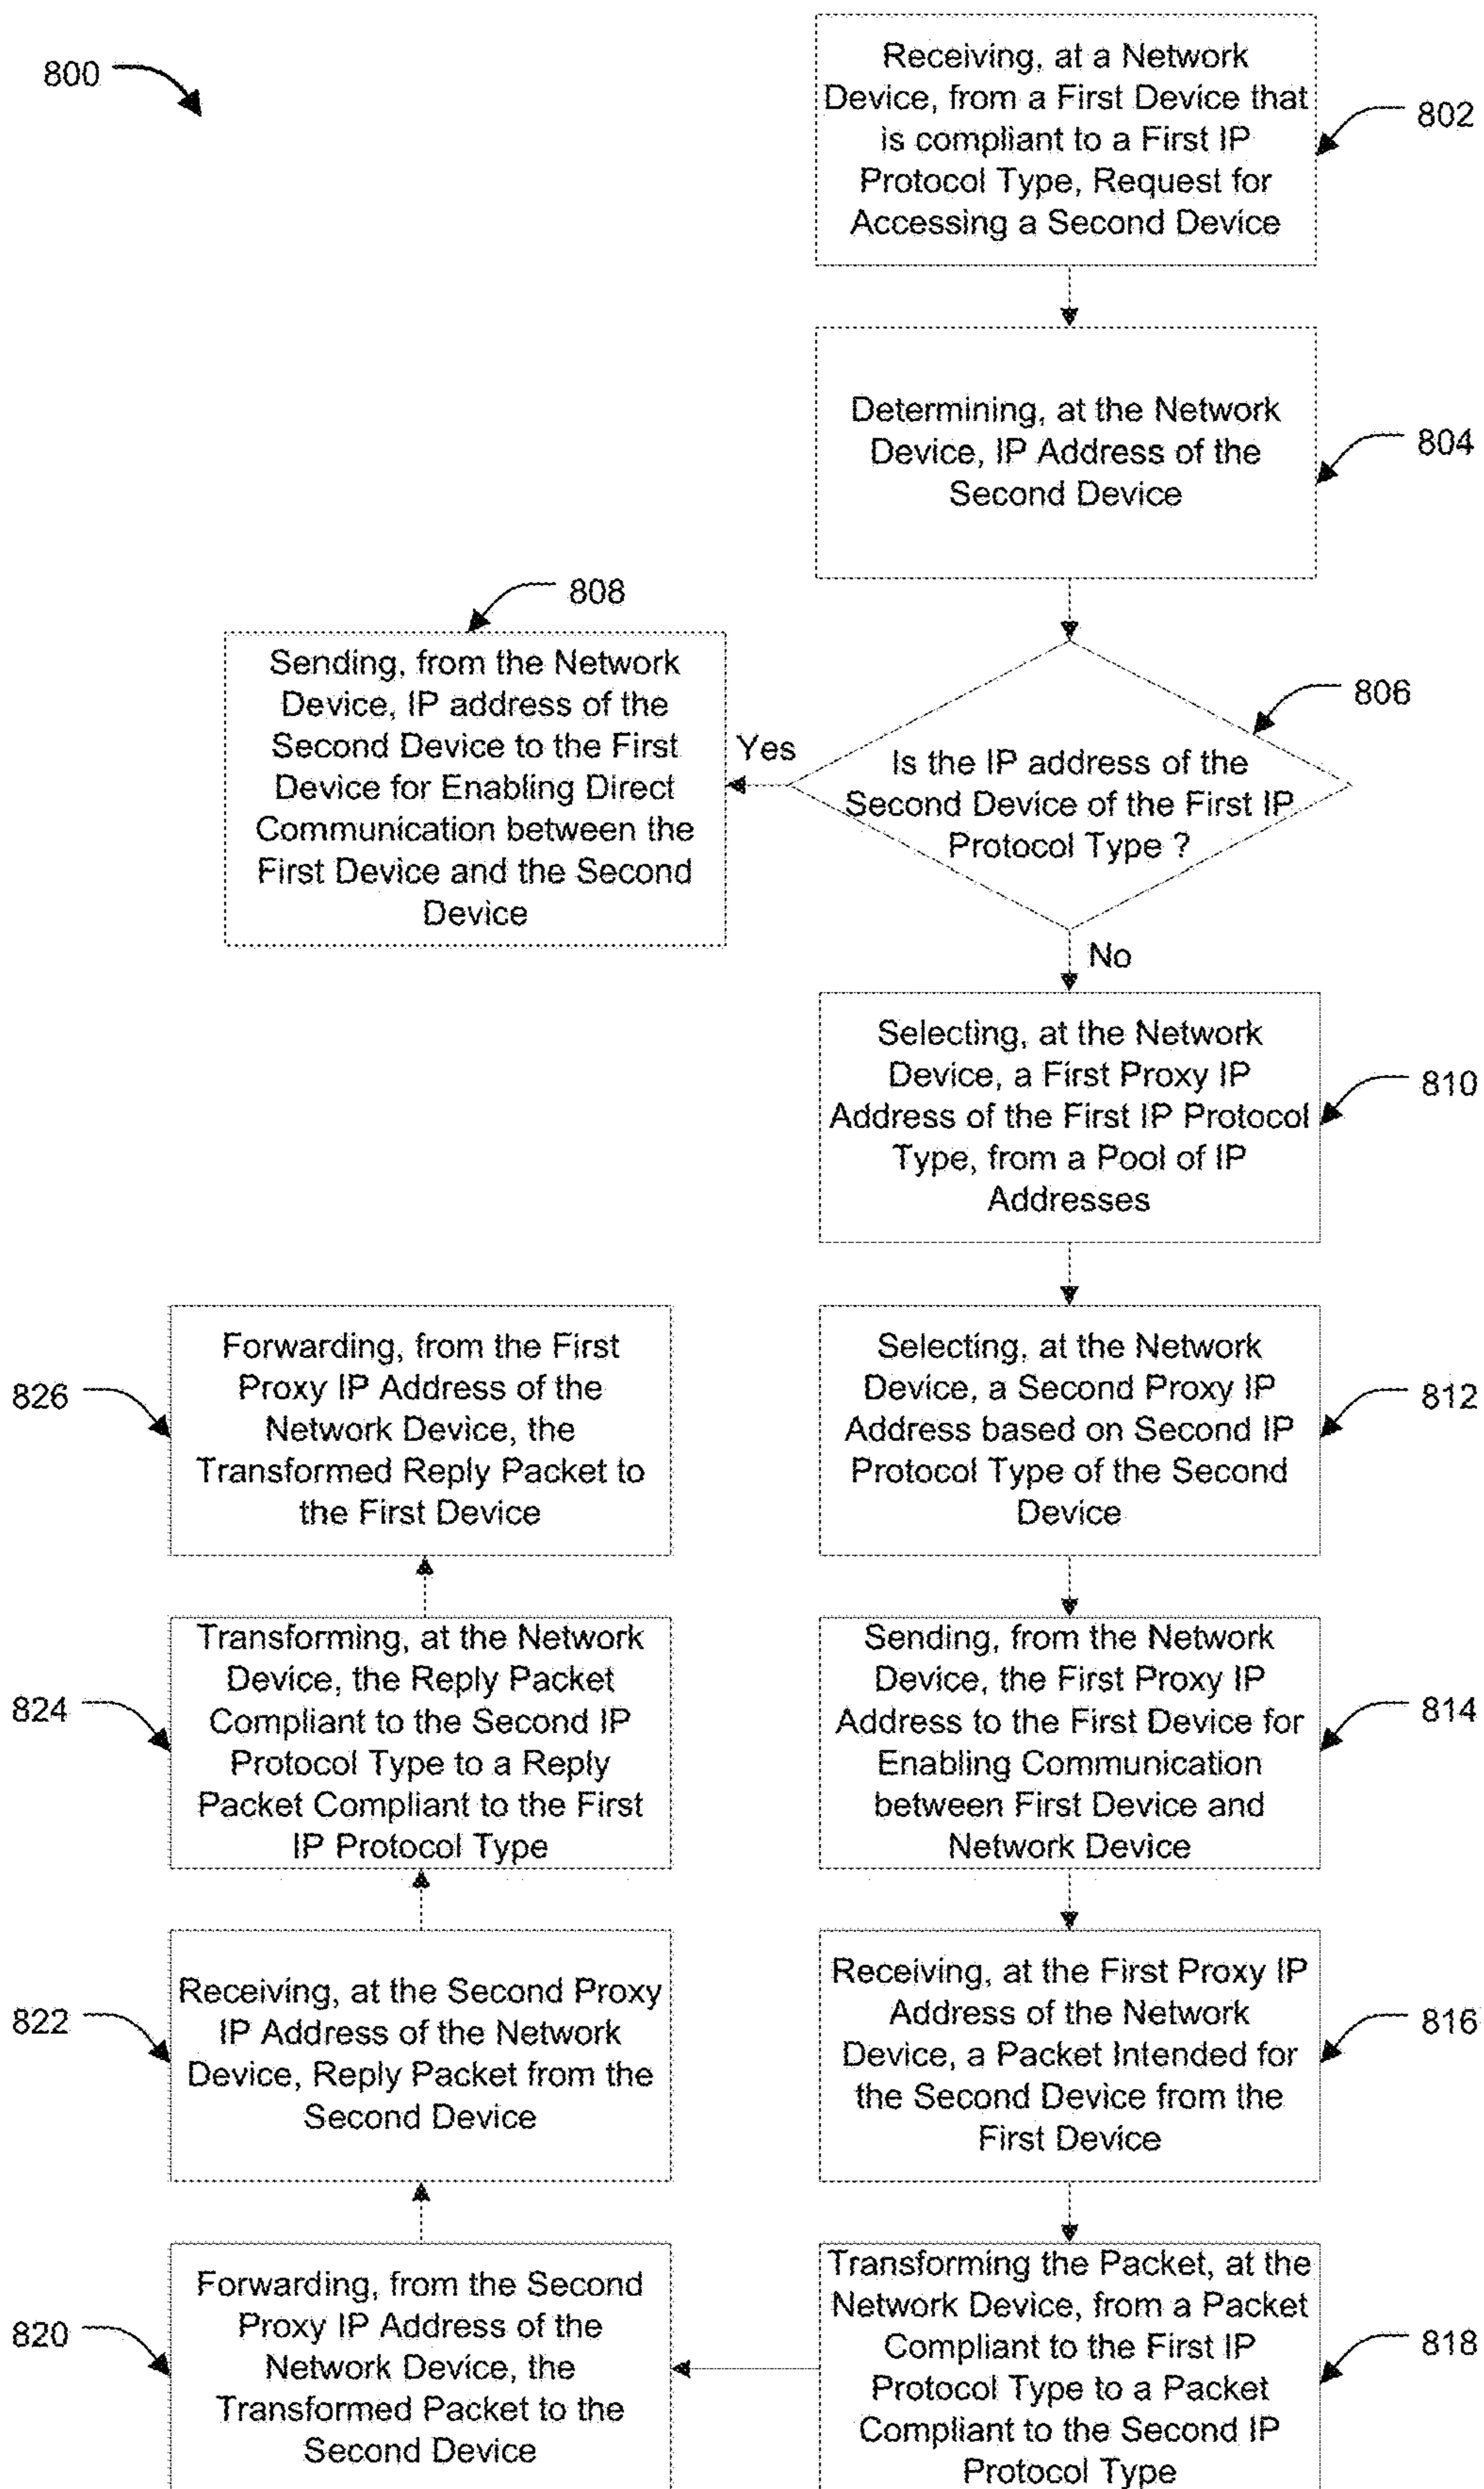 800
Receiving, at a Network
Device, from a First Device that
is compliant to a First IP
Protocol Type, Request for
Accessing a Second Device
802
Determining, at the Network
Device, IP Address of the
Second Device
804
808
Sending, from the Network
Device, IP address of the
Second Device to the First
Device for Enabling Direct
Communication between the
First Device and the Second
Device
Yes
806
Is the IP address of the
Second Device of the First IP
Protocol Type ?
No
Selecting, at the Network
Device, a First Proxy IP
Address of the First IP Protocol
Type, from a Pool of IP
Addresses
810
Selecting, at the Network
Device, a Second Proxy IP
Address based on Second IP
Protocol Type of the Second
Device
812
Sending, from the Network
Device, the First Proxy IP
Address to the First Device for
Enabling Communication
between First Device and
Network Device
814
Receiving, at the First Proxy IP
Address of the Network
Device, a Packet Intended for
the Second Device from the
First Device
816
Transforming the Packet, at the
Network Device, from a Packet
Compliant to the First IP
Protocol Type to a Packet
Compliant to the Second IP
Protocol Type
818
Forwarding, from the Second
Proxy IP Address of the
Network Device, the
Transformed Packet to the
Second Device
820
Receiving, at the Second Proxy
IP Address of the Network
Device, Reply Packet from the
Second Device
822
Transforming, at the Network
Device, the Reply Packet
Compliant to the Second IP
Protocol Type to a Reply
Packet Compliant to the First
IP Protocol Type
824
Forwarding, from the First
Proxy IP Address of the
Network Device, the
Transformed Reply Packet to
the First Device
826